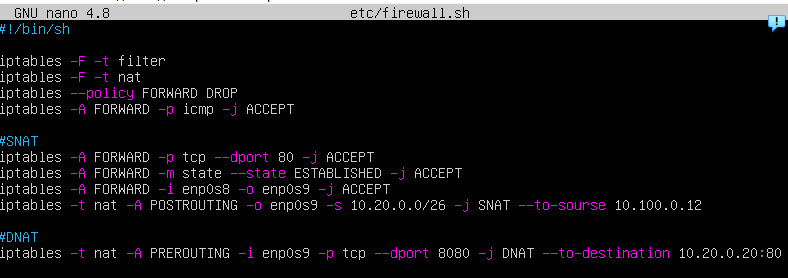 GNU nano 4.8 etc/firewall.sh
#!/bin/sh
iptables -F -t filter
iptables -F -t nat
iptables --policy FORWARD DROP
iptables -A FORWARD -p icmp -j ACCEPT
#SNAT
iptables -A FORWARD -p tcp --dport 80 -j ACCEPT
iptables -A FORWARD -m state --state ESTABLISHED -j ACCEPT
iptables -A FORWARD -i enp0s8 -o enp0s9 -j ACCEPT
iptables -t nat -A POSTROUTING -o enp0s9 -s 10.20.0.0/26 -j SNAT --to-sourse 10.100.0.12
#DNAT
iptables -t nat -A PREROUTING -i enp0s9 -p tcp --dport 8080 -j DNAT --to-destination 10.20.0.20:80